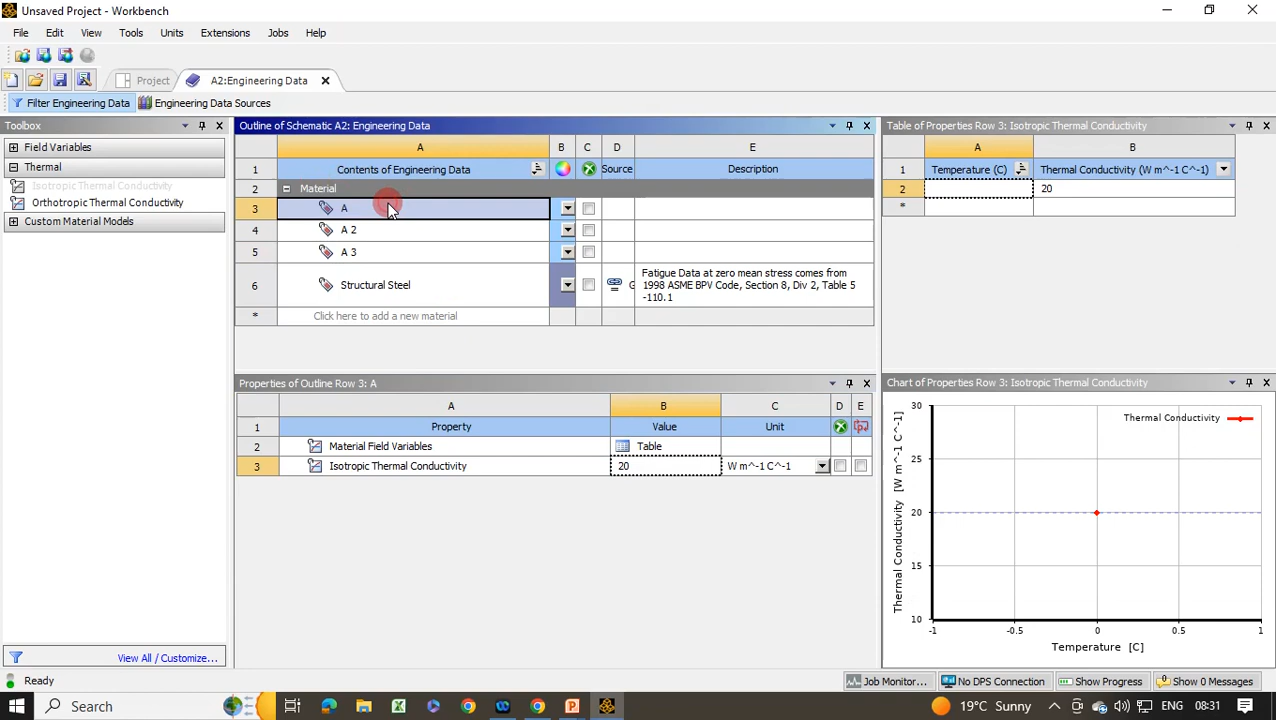 Unsaved Project - Workbench
File Edit View Tools Units Extensions Jobs Help
Project A2:Engineering Data
Filter Engineering Data Engineering Data Sources
Toolbox
Field Variables
Thermal
Isotropic Thermal Conductivity
Orthotropic Thermal Conductivity
Custom Material Models
View All / Customize...
Outline of Schematic A2: Engineering Data
A B C D E
1 Contents of Engineering Data Source Description
2 Material
3 A
4 A 2
5 A 3
6 Structural Steel G Fatigue Data at zero mean stress comes from
1998 ASME BPV Code, Section 8, Div 2, Table 5
-110.1
* Click here to add a new material
Properties of Outline Row 3: A
A B C D E
1 Property Value Unit
2 Material Field Variables Table
3 Isotropic Thermal Conductivity 20 W m^-1 C^-1
Table of Properties Row 3: Isotropic Thermal Conductivity
A B
1 Temperature (C) Thermal Conductivity (W m^-1 C^-1)
2 20
*
Chart of Properties Row 3: Isotropic Thermal Conductivity
Thermal Conductivity
Thermal Conductivity [W m^-1 C^-1]
30
25
20
15
10
-1 -0.5 0 0.5 1
Temperature [C]
Ready Job Monitor... No DPS Connection Show Progress 0 Messages
Search 19°C Sunny ENG 08:31